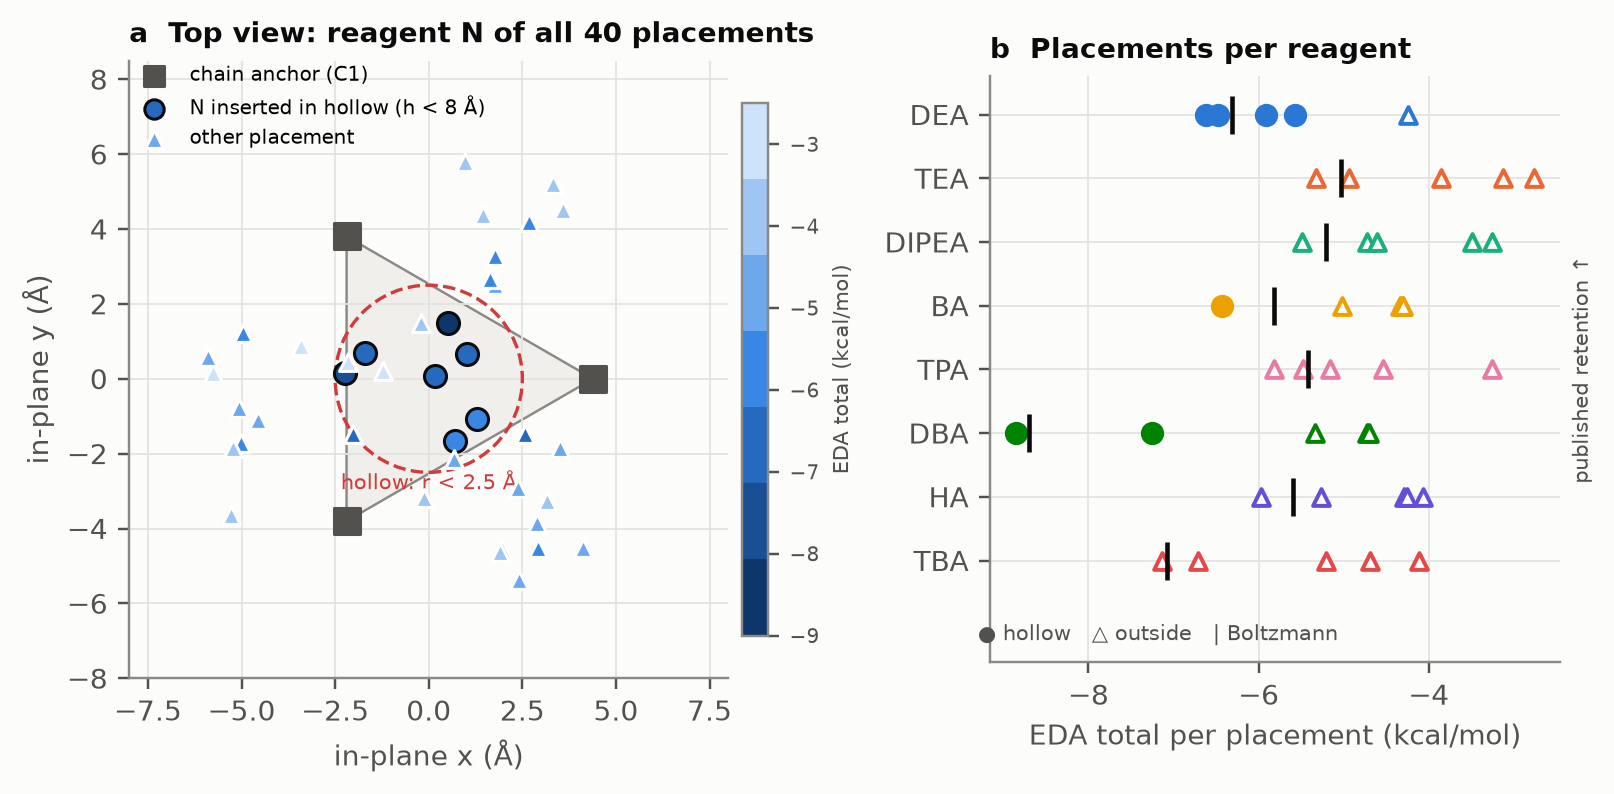 a Top view: reagent N of all 40 placements
chain anchor (C1)
N inserted in hollow (h < 8 Å)
other placement
hollow: r < 2.5 Å
8
6
4
2
0
−2
−4
−6
−8
in-plane y (Å)
−7.5 −5.0 −2.5 0.0 2.5 5.0 7.5
in-plane x (Å)
−3
−4
−5
−6
−7
−8
−9
EDA total (kcal/mol)
b Placements per reagent
DEA
TEA
DIPEA
BA
TPA
DBA
HA
TBA
hollow outside | Boltzmann
−8 −6 −4
EDA total per placement (kcal/mol)
published retention ↑